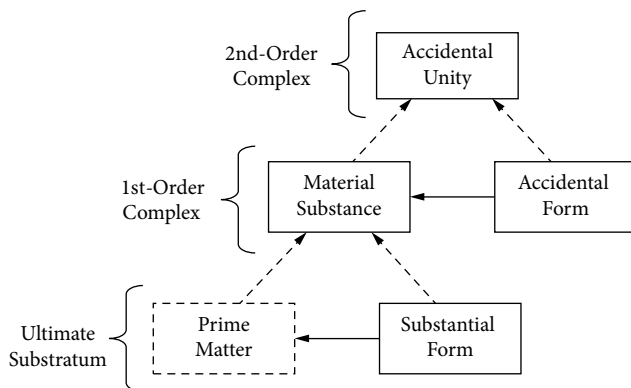 2nd-Order
Complex
Accidental
Unity
1st-Order
Complex
Material
Substance
Accidental
Form
Ultimate
Substratum
Prime
Matter
Substantial
Form